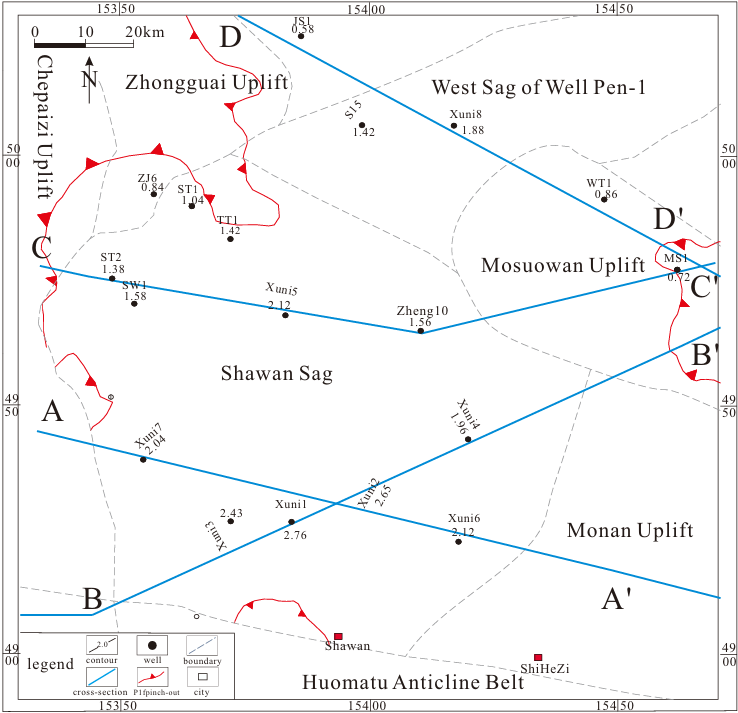 153|50
154|00
154|50
0 10 20km
N
JS1
0.58
D
Zhongguai Uplift
West Sag of Well Pen-1
Chepaizi Uplift
S15
1.42
Xuni8
1.88
50
00
50
00
ZJ6
0.84
ST1
1.04
TT1
1.42
WT1
0.86
D'
C
ST2
1.38
SW1
1.58
Xuni5
2.12
Mosuowan Uplift
MS1
0.72
C'
Zheng10
1.56
B'
Shawan Sag
49
50
49
50
A
Xuni7
2.04
Xuni4
1.96
Xuni2
2.65
2.43
Xuni3
Xuni1
2.76
Xuni6
2.12
Monan Uplift
B
A'
Shawan
ShiHeZi
49
00
49
00
legend
2.0
contour
well
boundary
cross-section
P1fpinch-out
city
Huomatu Anticline Belt
153|50
154|00
154|50